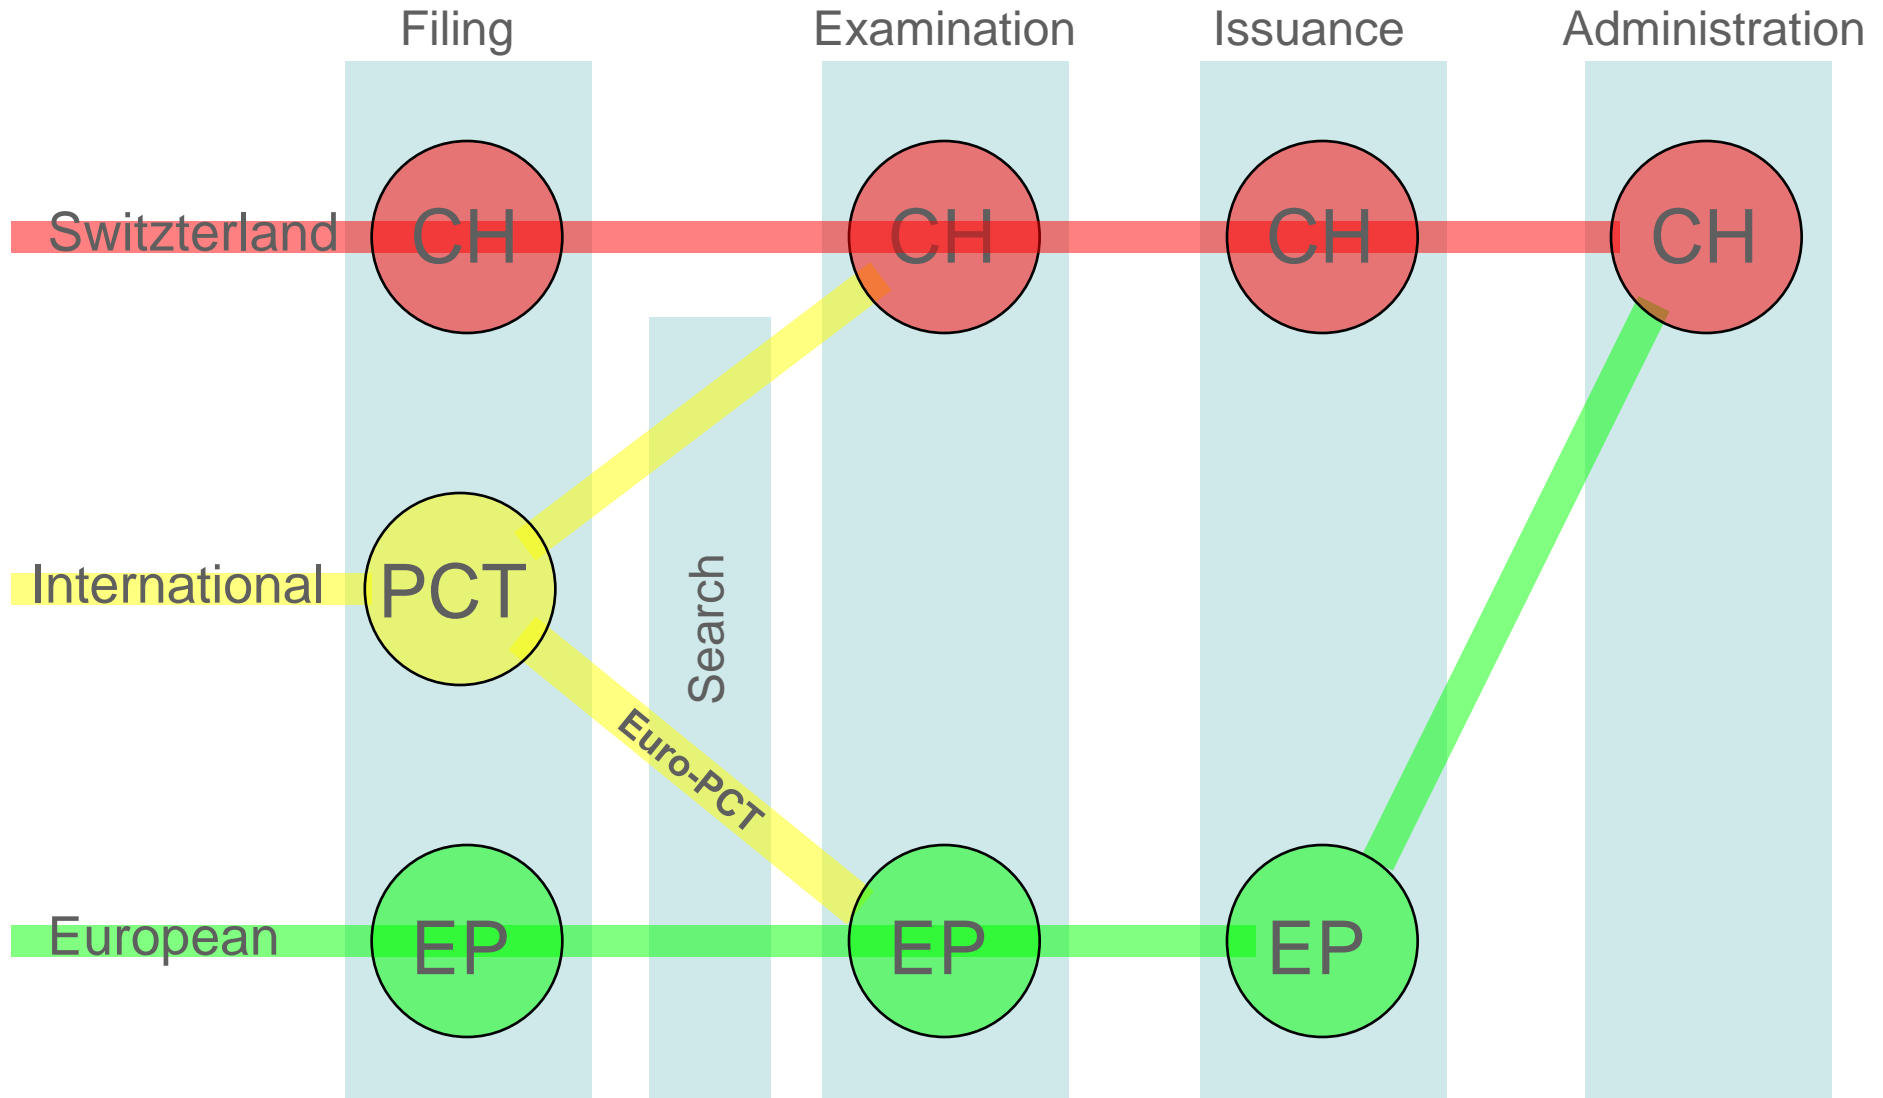 Filing
Examination
Issuance
Administration
Switzterland
CH
CH
CH
CH
International
PCT
Search
Euro-PCT
European
EP
EP
EP